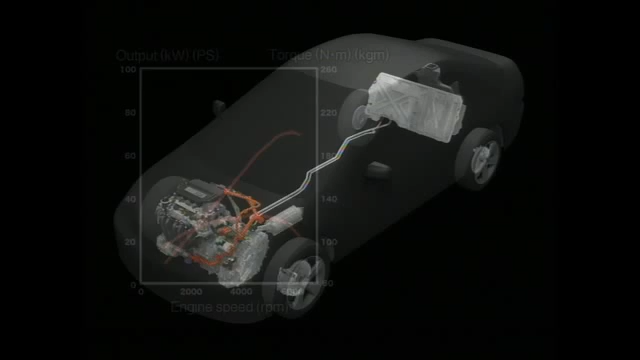 Output (kW) (PS) Torque (N·m) (kgm)
100 260
80 220
60 180
40 140
20 100
0 60
0 2000 4000 6000
Engine speed (rpm)